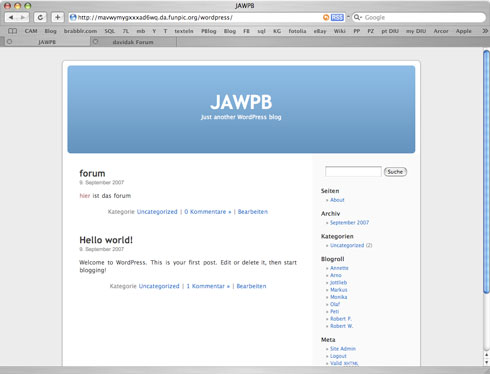 JAWPB
http://mavwymygxxxad6wq.da.funpic.org/wordpress/
RSS
Google
CAM Blog brabblr.com SQL 7L mb Y T texteln PBlog Blog FB sql KG fotolia eBay Wiki PP PZ pt DIU my DIU Arcor Apple
JAWPB
davidak Forum
JAWPB
Just another WordPress blog
forum
9. September 2007
hier ist das forum
Kategorie Uncategorized | 0 Kommentare » | Bearbeiten
Hello world!
9. September 2007
Welcome to WordPress. This is your first post. Edit or delete it, then start
blogging!
Kategorie Uncategorized | 1 Kommentar » | Bearbeiten
Suche
Seiten
» About
Archiv
» September 2007
Kategorien
» Uncategorized (2)
Blogroll
» Annette
» Arno
» Jottlieb
» Markus
» Monika
» Olaf
» Peti
» Robert F.
» Robert W.
Meta
» Site Admin
» Logout
» Valid XHTML